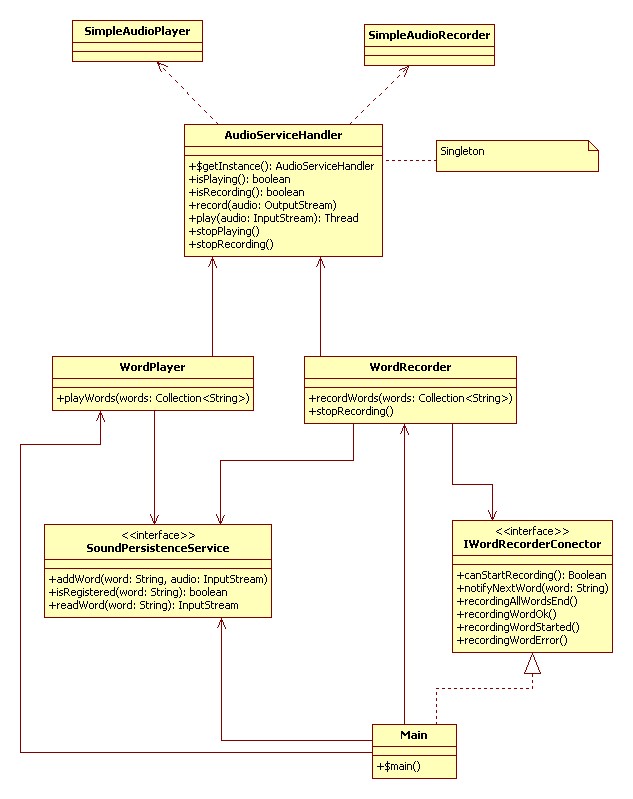 SimpleAudioPlayer
SimpleAudioRecorder
AudioServiceHandler
+$getInstance(): AudioServiceHandler
+isPlaying(): boolean
+isRecording(): boolean
+record(audio: OutputStream)
+play(audio: InputStream): Thread
+stopPlaying()
+stopRecording()
Singleton
WordPlayer
+playWords(words: Collection<String>)
WordRecorder
+recordWords(words: Collection<String>)
+stopRecording()
<<interface>>
SoundPersistenceService
+addWord(word: String, audio: InputStream)
+isRegistered(word: String): boolean
+readWord(word: String): InputStream
<<interface>>
IWordRecorderConector
+canStartRecording(): Boolean
+notifyNextWord(word: String)
+recordingAllWordsEnd()
+recordingWordOk()
+recordingWordStarted()
+recordingWordError()
Main
+$main()